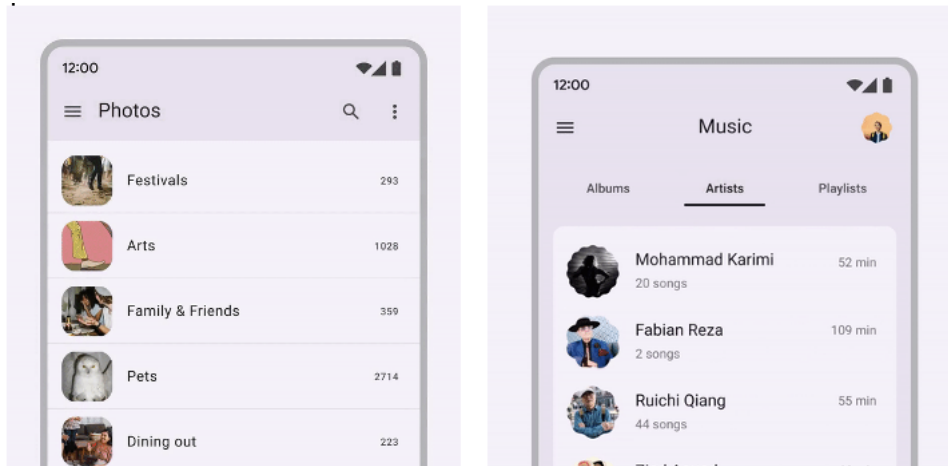 12:00
Photos
Festivals 293
Arts 1028
Family & Friends 359
Pets 2714
Dining out 223
12:00
Music
Albums Artists Playlists
Mohammad Karimi 52 min
20 songs
Fabian Reza 109 min
2 songs
Ruichi Qiang 55 min
44 songs